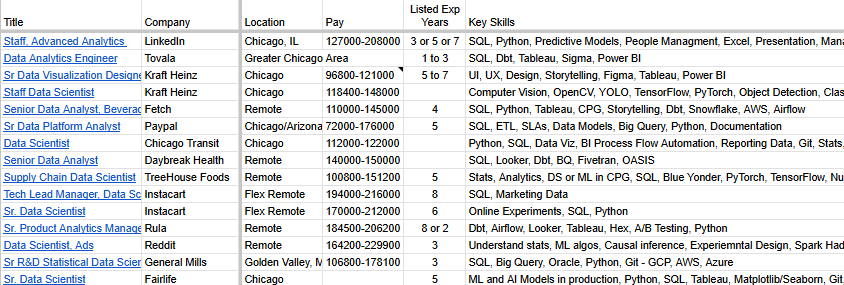 Title Company Location Pay Listed Exp Years Key Skills
Staff, Advanced Analytics LinkedIn Chicago, IL 127000-208000 3 or 5 or 7 SQL, Python, Predictive Models, People Managment, Excel, Presentation, Mana
Data Analytics Engineer Tovala Greater Chicago Area 1 to 3 SQL, Dbt, Tableau, Sigma, Power BI
Sr Data Visualization Designe Kraft Heinz Chicago 96800-121000 5 to 7 UI, UX, Design, Storytelling, Figma, Tableau, Power BI
Staff Data Scientist Kraft Heinz Chicago 118400-148000 Computer Vision, OpenCV, YOLO, TensorFlow, PyTorch, Object Detection, Clas
Senior Data Analyst, Beverac Fetch Remote 110000-145000 4 SQL, Python, Tableau, CPG, Storytelling, Dbt, Snowflake, AWS, Airflow
Sr Data Platform Analyst Paypal Chicago/Arizona 72000-176000 5 SQL, ETL, SLAs, Data Models, Big Query, Python, Documentation
Data Scientist Chicago Transit Chicago 112000-122000 Python, SQL, Data Viz, BI Process Flow Automation, Reporting Data, Git, Stats,
Senior Data Analyst Daybreak Health Remote 140000-150000 SQL, Looker, Dbt, BQ, Fivetran, OASIS
Supply Chain Data Scientist TreeHouse Foods Remote 100800-151200 5 Stats, Analytics, DS or ML in CPG, SQL, Blue Yonder, PyTorch, TensorFlow, Nu
Tech Lead Manager, Data Sc Instacart Flex Remote 194000-216000 8 SQL, Marketing Data
Sr. Data Scientist Instacart Flex Remote 170000-212000 6 Online Experiments, SQL, Python
Sr. Product Analytics Manage Rula Remote 184500-206200 8 or 2 Dbt, Airflow, Looker, Tableau, Hex, A/B Testing, Python
Data Scientist, Ads Reddit Remote 164200-229900 3 Understand stats, ML algos, Causal inference, Experiemntal Design, Spark Had
Sr R&D Statistical Data Scier General Mills Golden Valley, M 106800-178100 3 SQL, Big Query, Oracle, Python, Git - GCP, AWS, Azure
Sr. Data Scientist Fairlife Chicago 5 ML and AI Models in production, Python, SQL, Tableau, Matplotlib/Seaborn, Git,